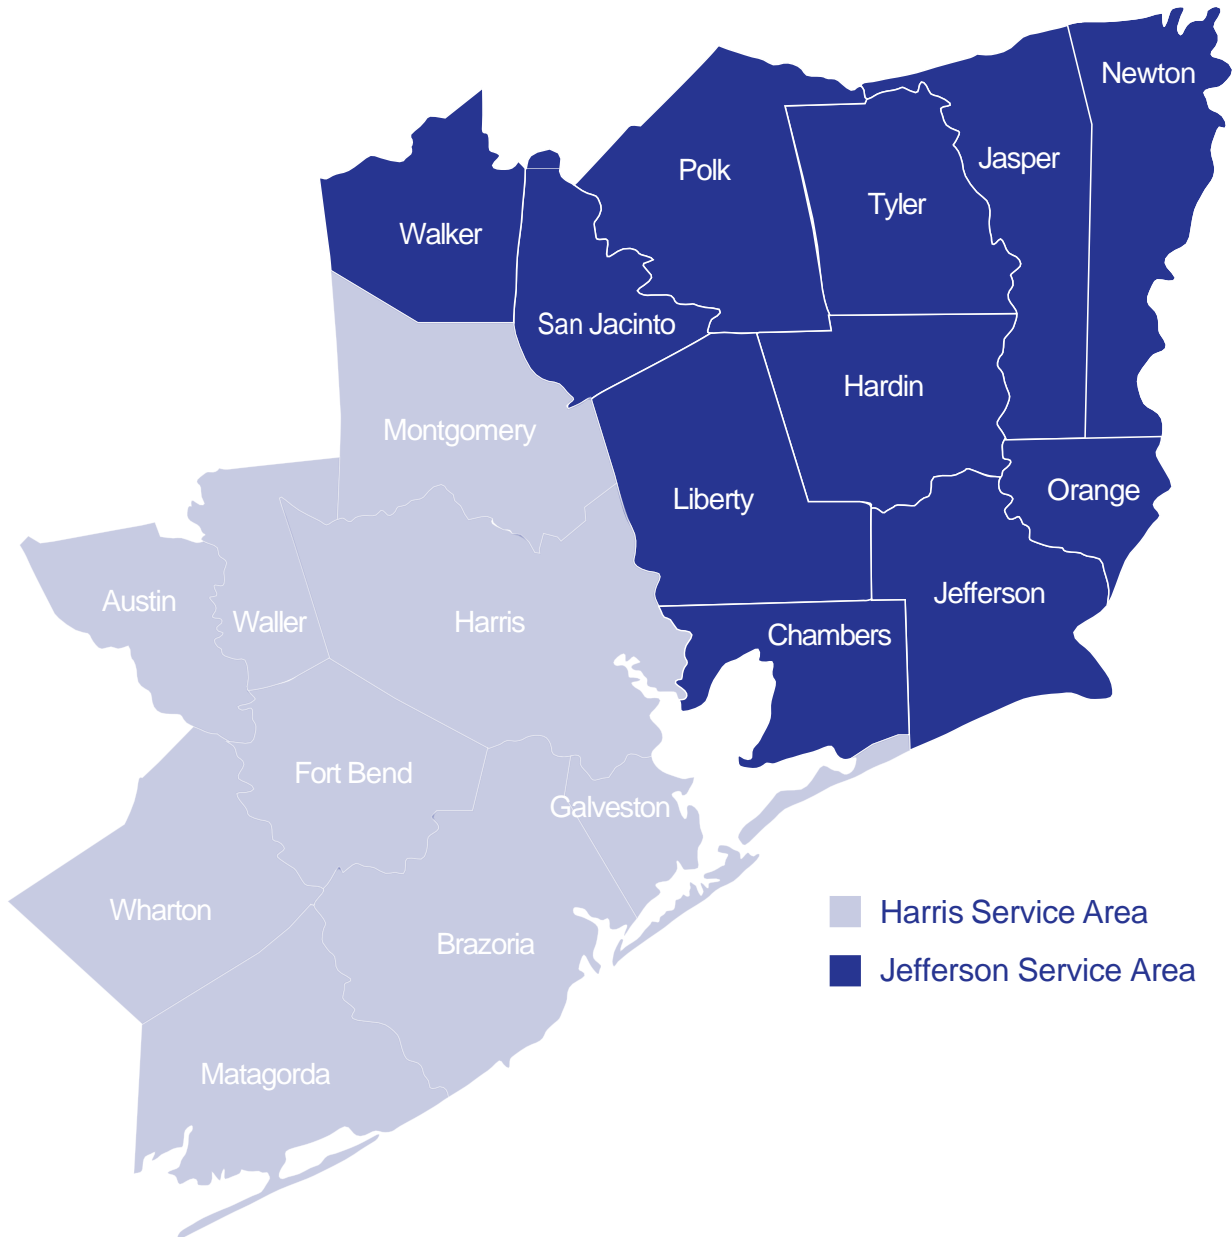 Newton
Jasper
Polk
Tyler
Walker
San Jacinto
Hardin
Montgomery
Orange
Liberty
Jefferson
Austin
Waller
Harris
Chambers
Fort Bend
Galveston
Wharton
Harris Service Area
Brazoria
Jefferson Service Area
Matagorda